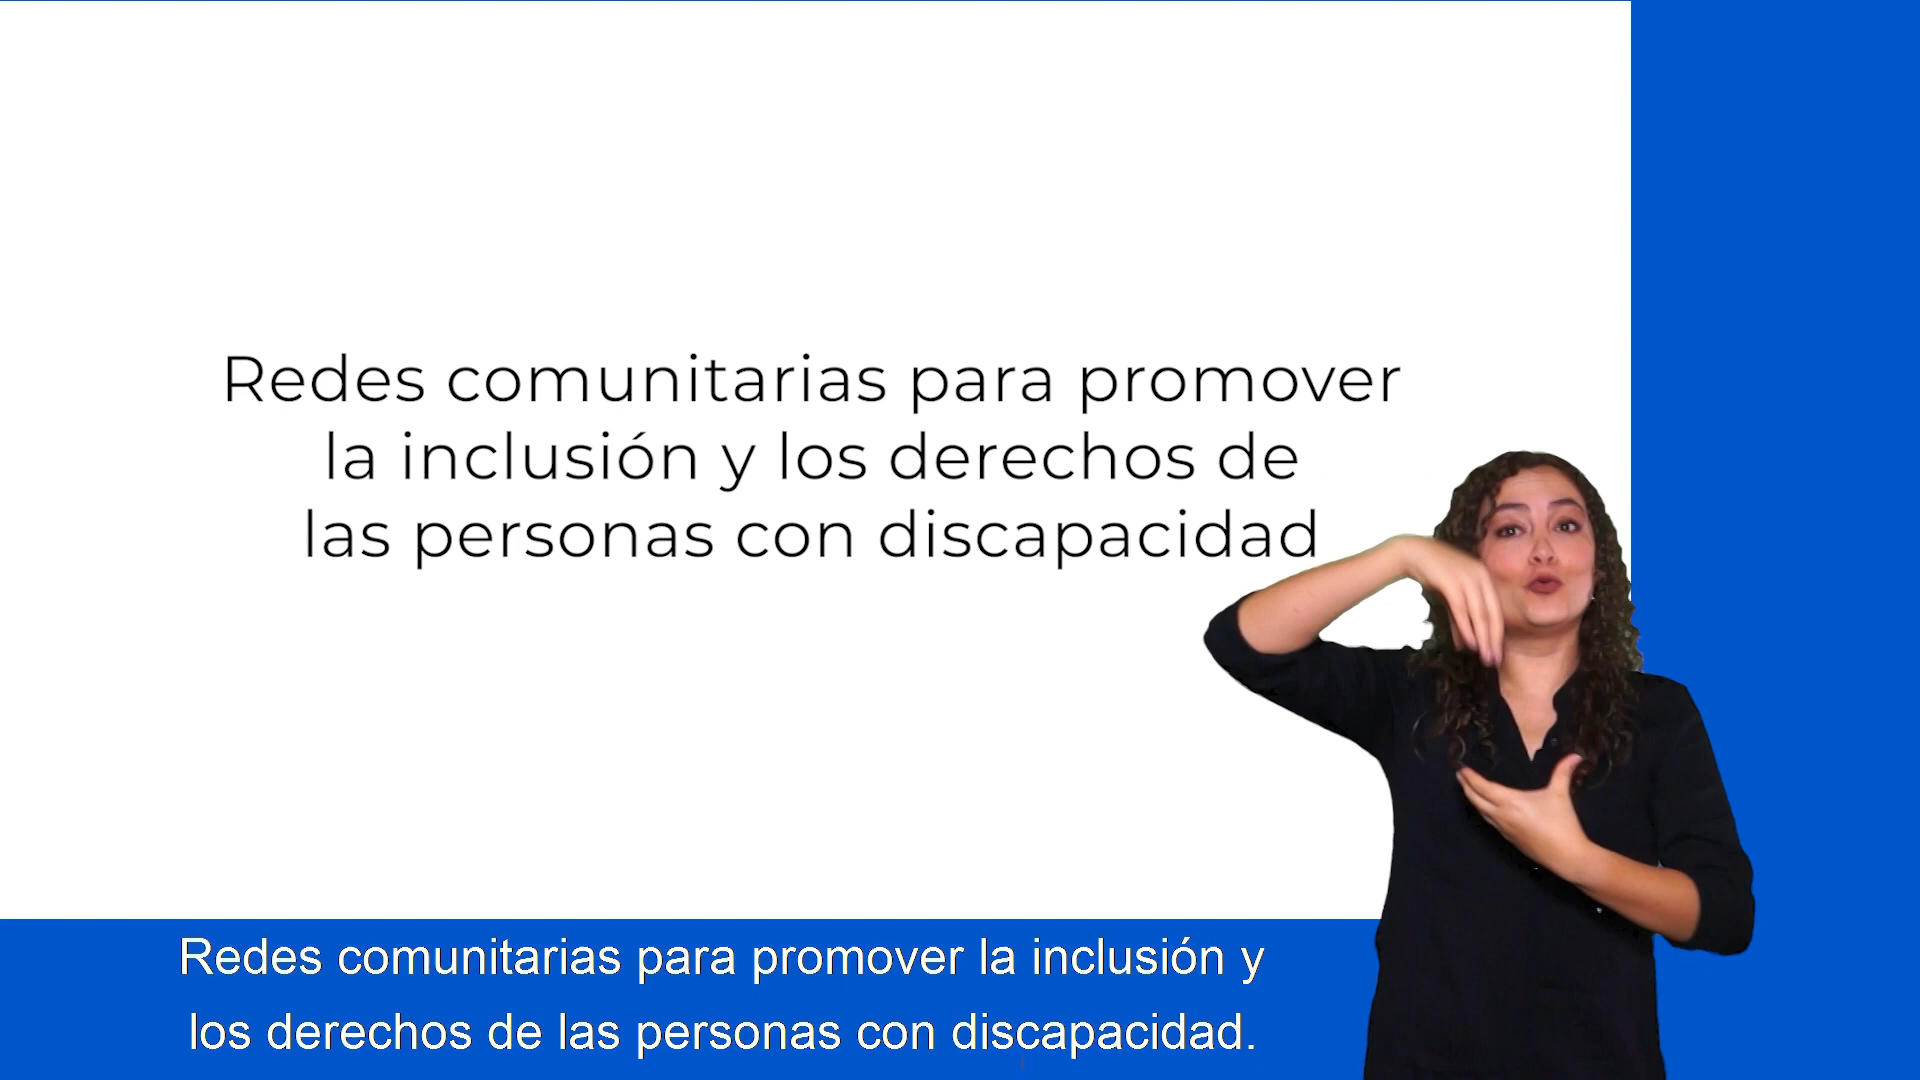 Redes comunitarias para promover
la inclusión y los derechos de
las personas con discapacidad
Redes comunitarias para promover la inclusión y
los derechos de las personas con discapacidad.